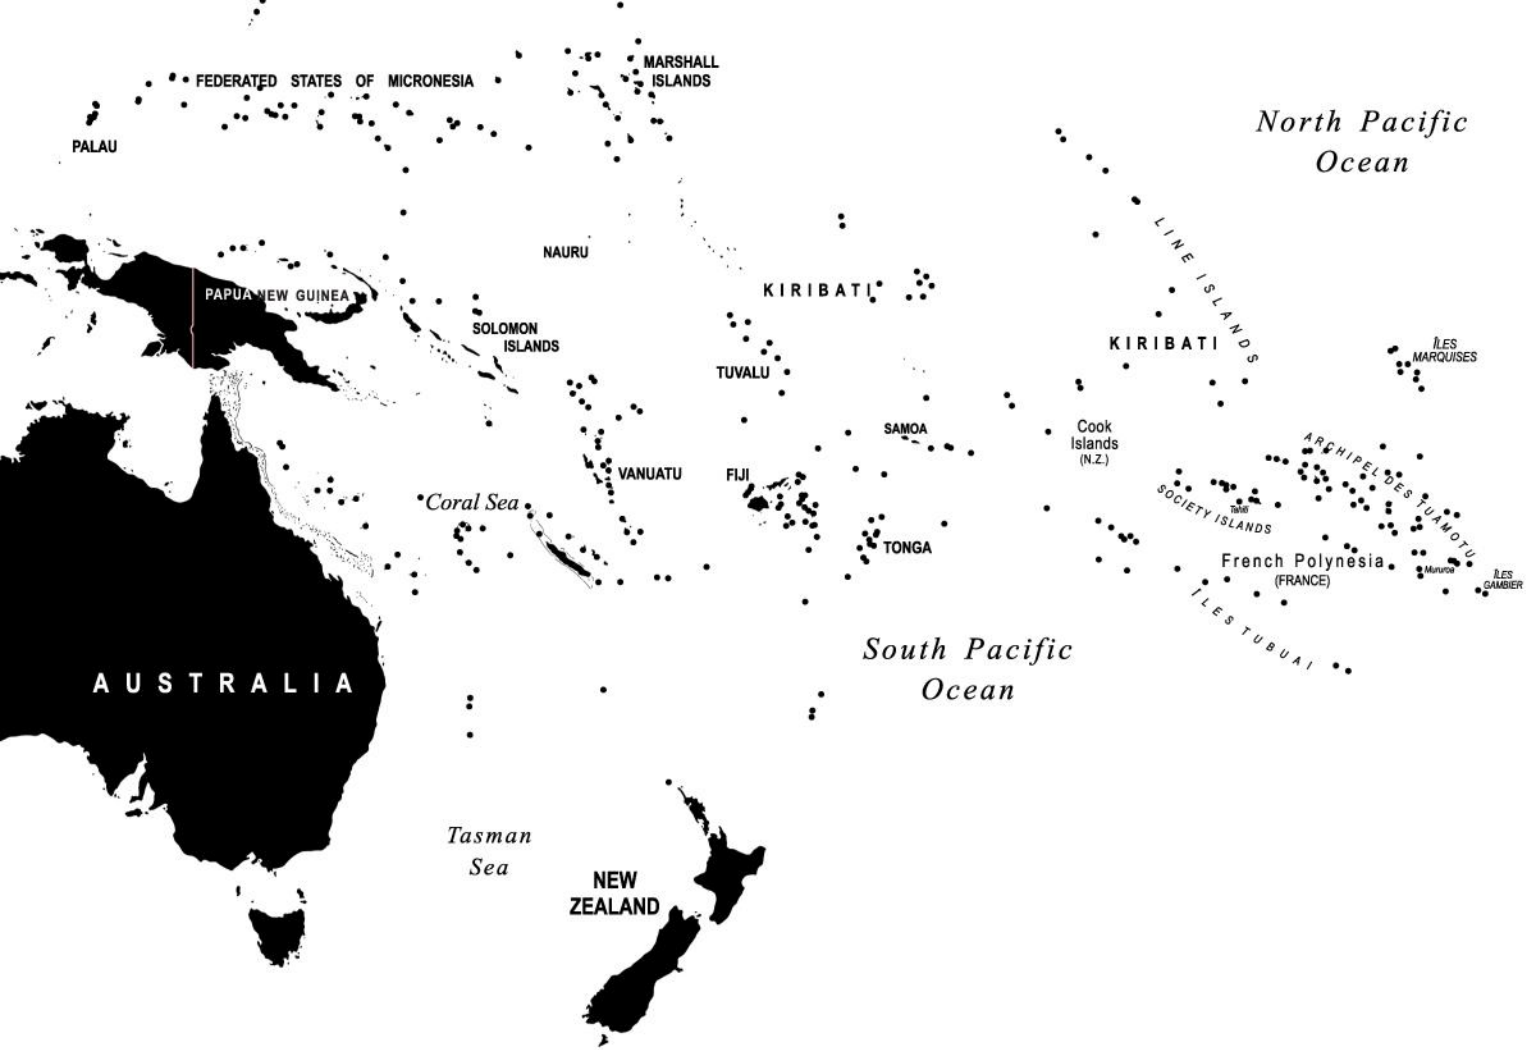 MARSHALL
ISLANDS
FEDERATED STATES OF MICRONESIA
North Pacific
Ocean
PALAU
LINE ISLANDS
NAURU
KIRIBATI
PAPUA NEW GUINEA
SOLOMON
ISLANDS
KIRIBATI
ÎLES
MARQUISES
TUVALU
SAMOA
Cook
Islands
(N.Z.)
ARCHIPEL DES TUAMOTU
VANUATU
FIJI
Coral Sea
SOCIETY ISLANDS
Tahiti
TONGA
French Polynesia
(FRANCE)
Mururoa
ÎLES
GAMBIER
ÎLES TUBUAI
South Pacific
Ocean
AUSTRALIA
Tasman
Sea
NEW
ZEALAND